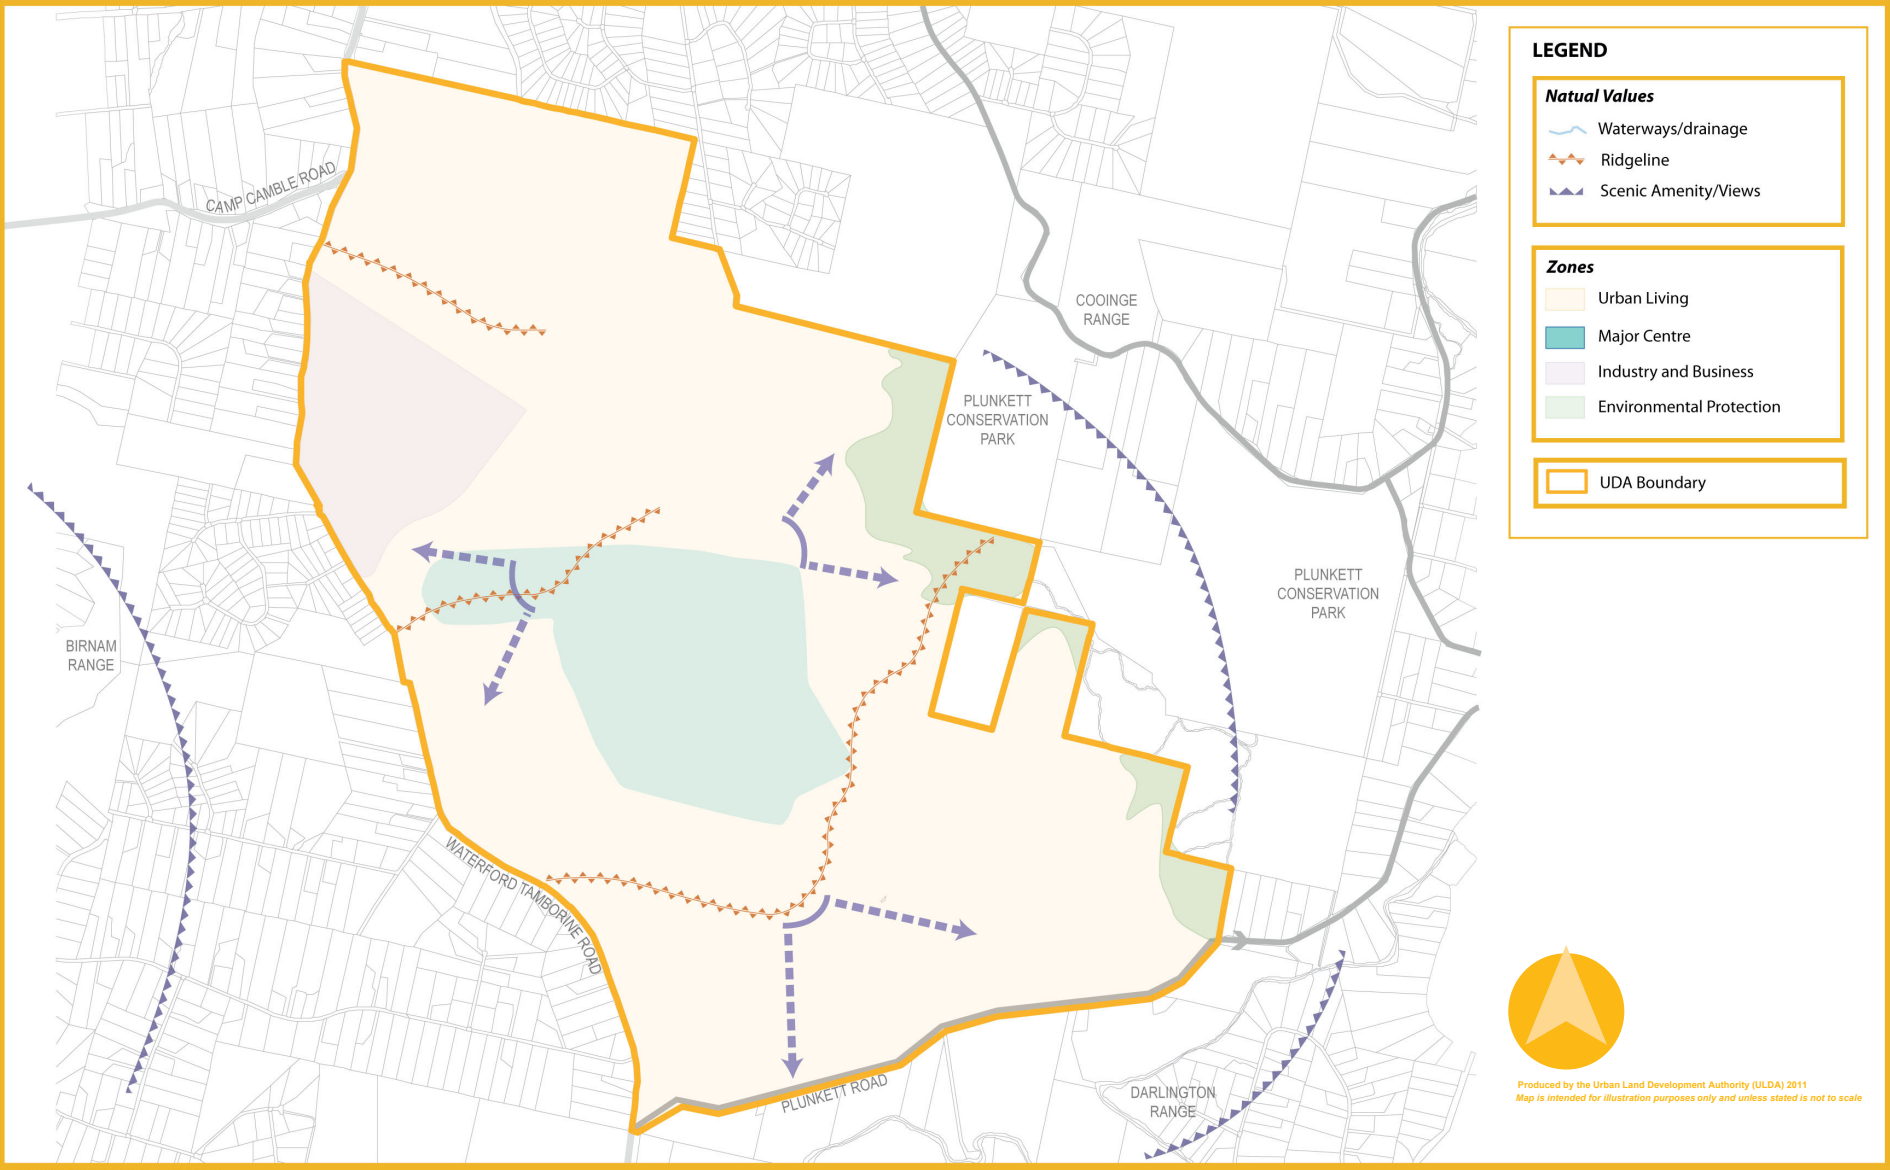 CAMP CAMBLE ROAD
COOINGE
RANGE
PLUNKETT
CONSERVATION
PARK
PLUNKETT
CONSERVATION
PARK
BIRNAM
RANGE
WATERFORD TAMBORINE ROAD
PLUNKETT ROAD
DARLINGTON
RANGE
LEGEND
Natual Values
Waterways/drainage
Ridgeline
Scenic Amenity/Views
Zones
Urban Living
Major Centre
Industry and Business
Environmental Protection
UDA Boundary
Produced by the Urban Land Development Authority (ULDA) 2011
Map is intended for illustration purposes only and unless stated is not to scale